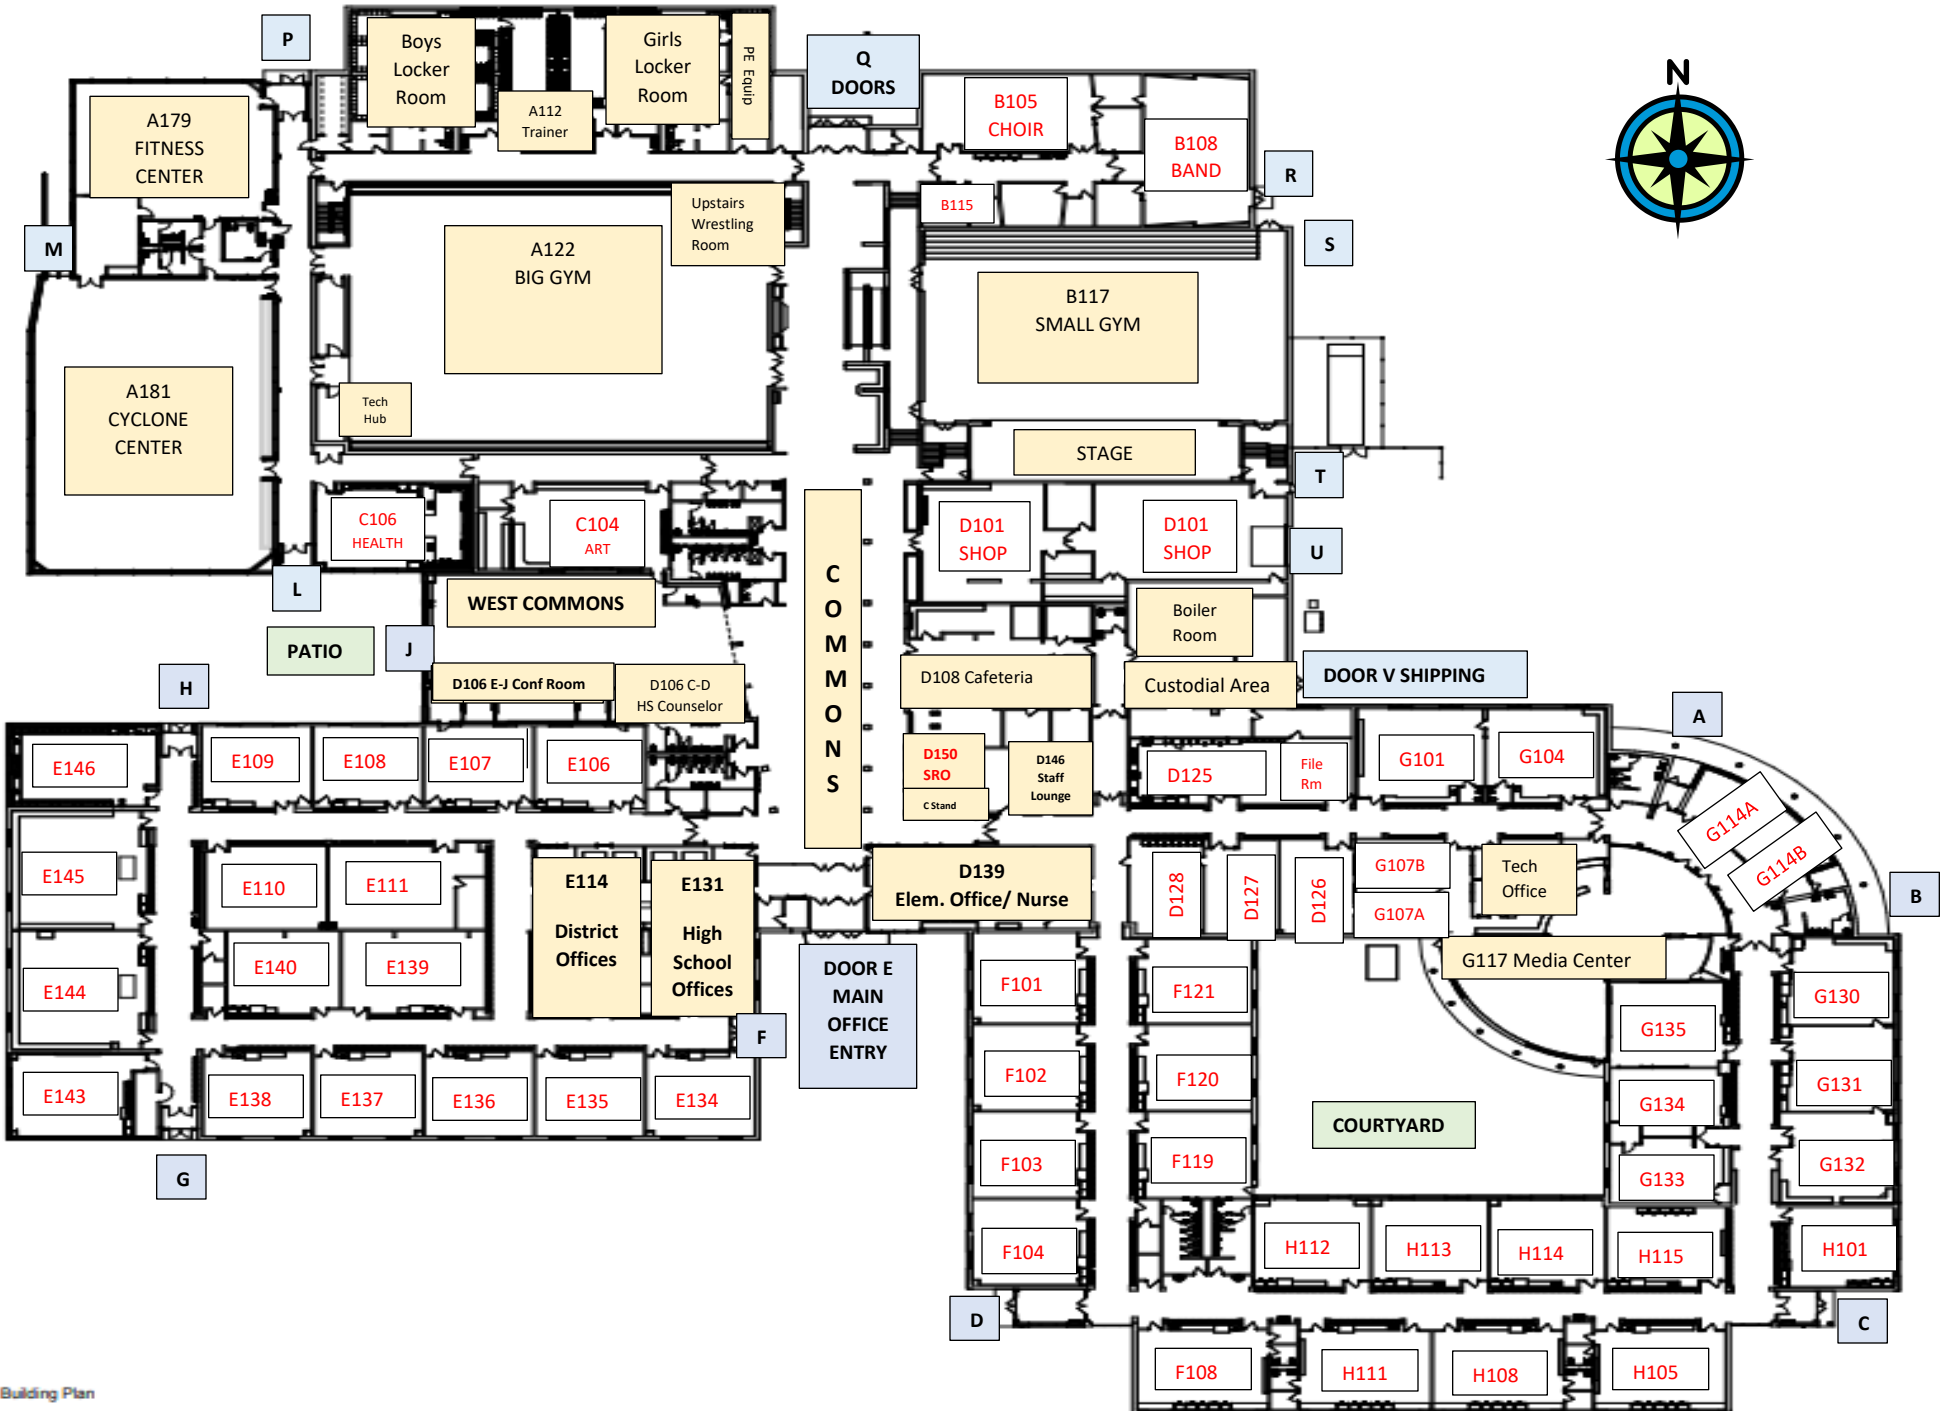 P
Boys
Locker
Room
Girls
Locker
Room
PE Equip
Q
DOORS
N
A112
Trainer
A179
FITNESS
CENTER
B105
CHOIR
B108
BAND
R
B115
Upstairs
Wrestling
Room
M
S
A122
BIG GYM
B117
SMALL GYM
A181
CYCLONE
CENTER
Tech
Hub
STAGE
T
C106
HEALTH
C104
ART
D101
SHOP
D101
SHOP
U
COMMONS
L
WEST COMMONS
Boiler
Room
PATIO
J
D106 E-J Conf Room
D106 C-D
HS Counselor
D108 Cafeteria
Custodial Area
DOOR V SHIPPING
H
A
E146
E109
E108
E107
E106
D150
SRO
C Stand
D146
Staff
Lounge
D125
File
Rm
G101
G104
G114A
G114B
B
E145
E110
E111
E114
District
Offices
E131
High
School
Offices
D139
Elem. Office/ Nurse
D128
D127
D126
G107B
G107A
Tech
Office
G117 Media Center
E144
E140
E139
DOOR E
MAIN
OFFICE
ENTRY
F
F101
F121
G135
G130
E143
E138
E137
E136
E135
E134
F102
F120
G134
G131
COURTYARD
G
F103
F119
G133
G132
F104
H112
H113
H114
H115
H101
D
C
F108
H111
H108
H105
Building Plan